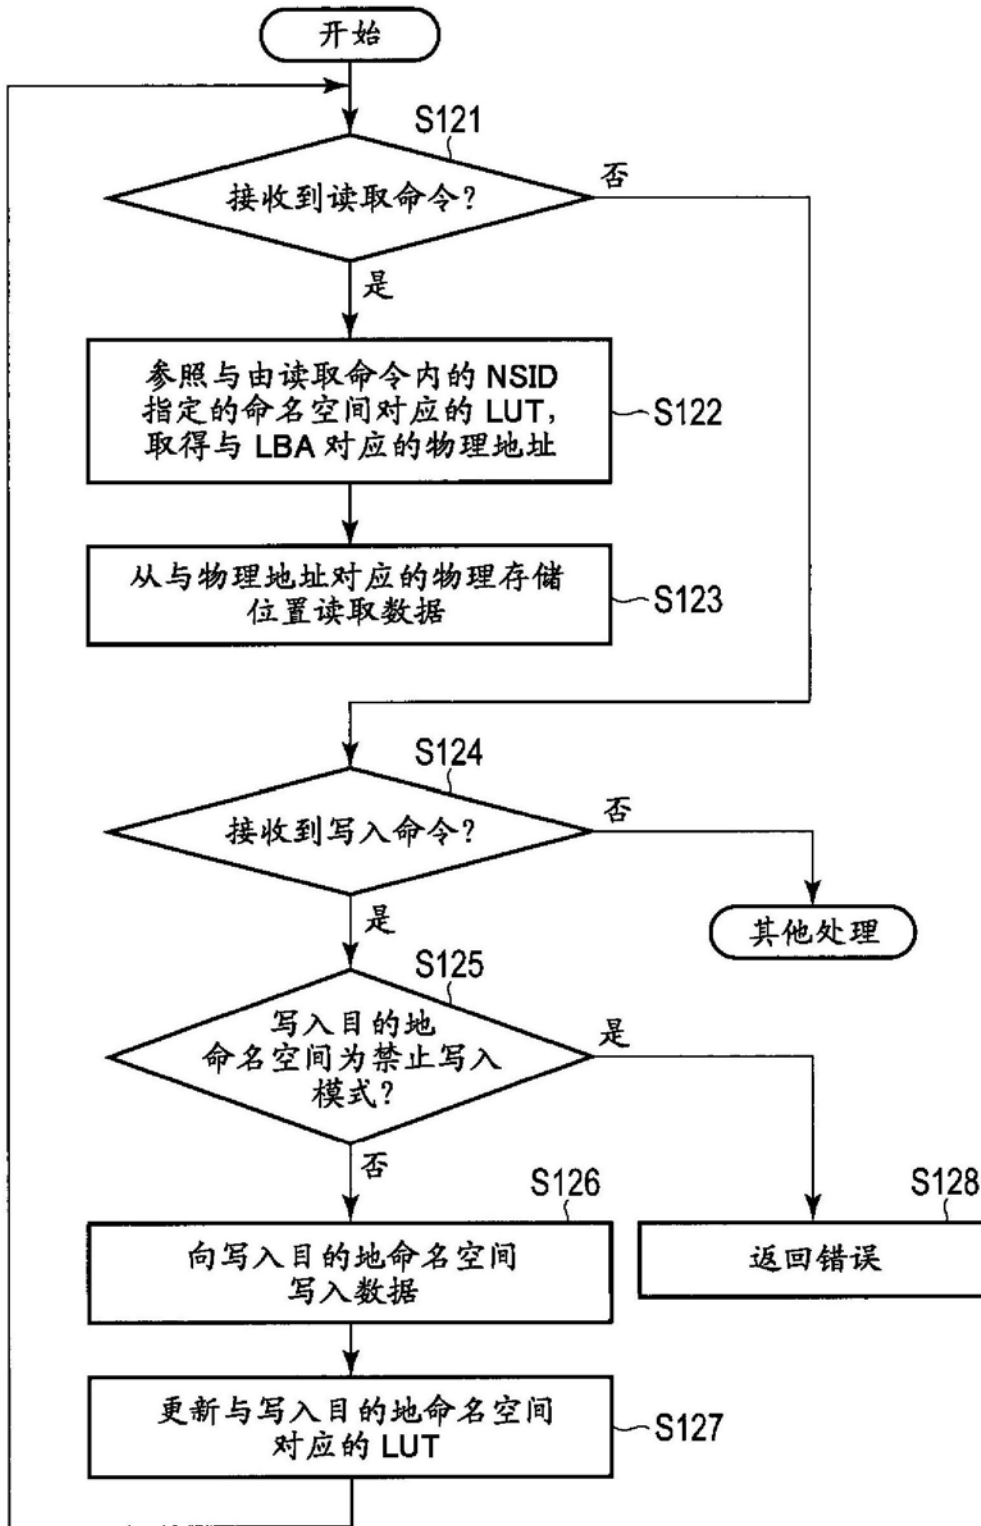 开始
S121
接收到读取命令?
否
是
参照与由读取命令内的 NSID
指定的命名空间对应的 LUT,
取得与 LBA 对应的物理地址
S122
从与物理地址对应的物理存储
位置读取数据
S123
S124
接收到写入命令?
否
是
其他处理
S125
写入目的地
命名空间为禁止写入
模式?
是
否
S126
向写入目的地命名空间
写入数据
S128
返回错误
更新与写入目的地命名空间
对应的 LUT
S127